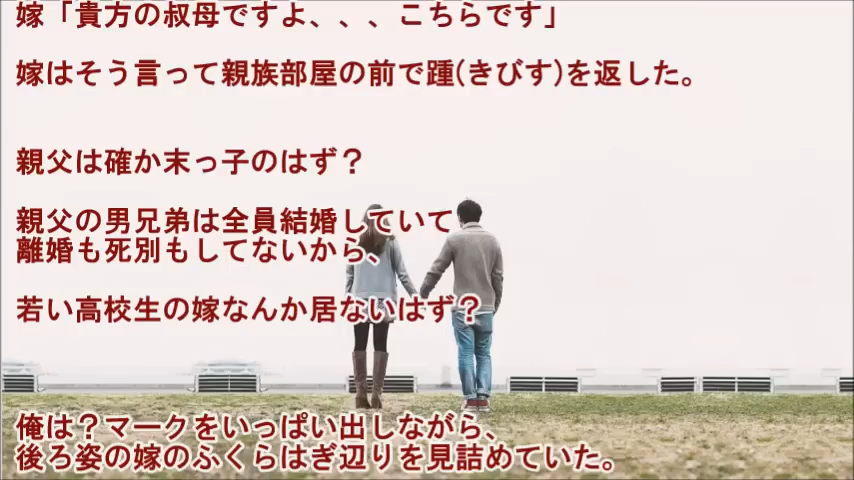 嫁「貴方の叔母ですよ、、、こちらです」
嫁はそう言って親族部屋の前で踵(きびす)を返した。
親父は確か末っ子のはず？
親父の男兄弟は全員結婚していて
離婚も死別もしてないから、
若い高校生の嫁なんか居ないはず？
俺は？マークをいっぱい出しながら、
後ろ姿の嫁のふくらはぎ辺りを見詰めていた。